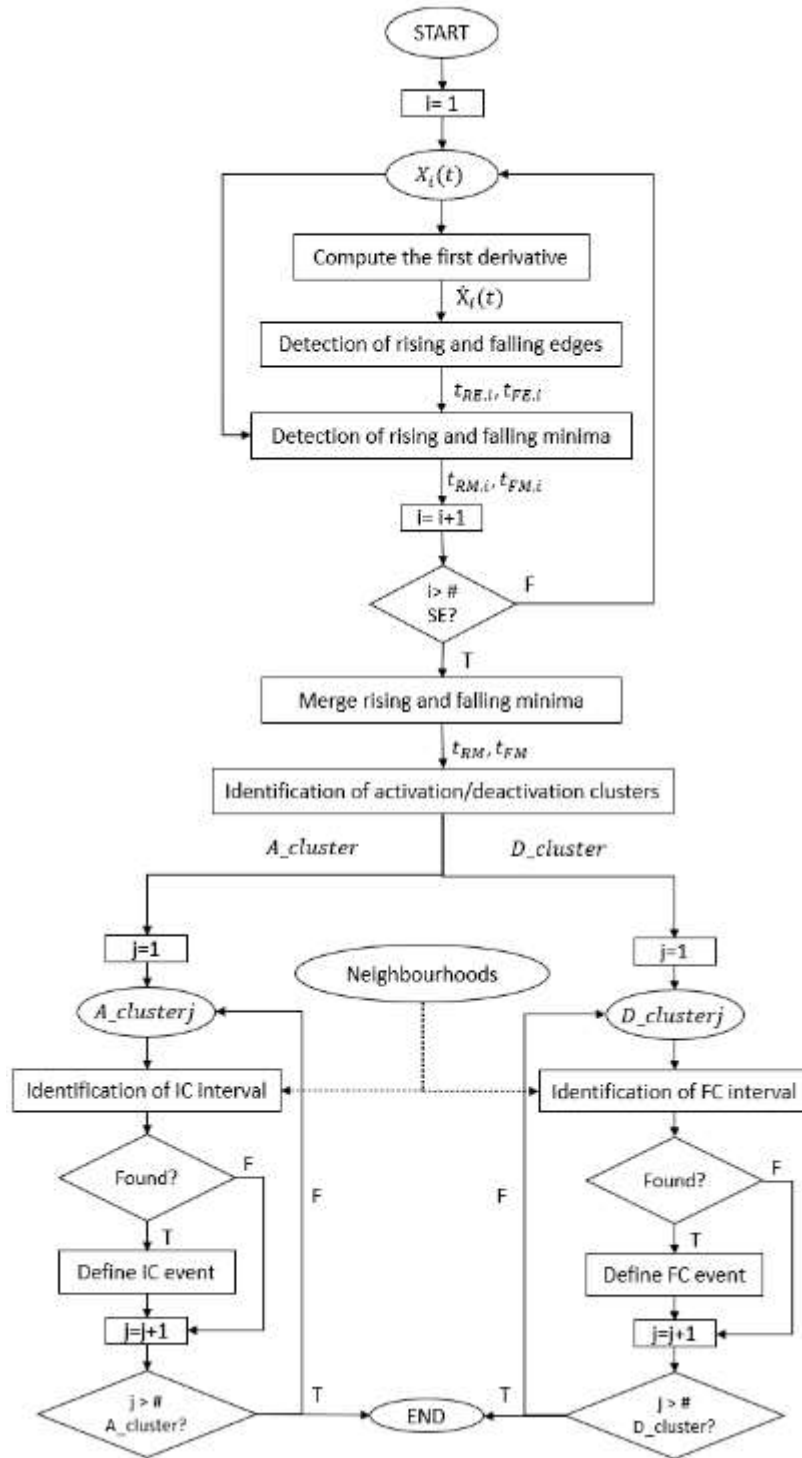 START
i= 1
X_i(t)
Compute the first derivative
Ẋ_i(t)
Detection of rising and falling edges
t_RE,i, t_FE,i
Detection of rising and falling minima
t_RM,i, t_FM,i
i= i+1
i> #
SE?
F
T
Merge rising and falling minima
t_RM, t_FM
Identification of activation/deactivation clusters
A_cluster
D_cluster
j=1
j=1
Neighbourhoods
A_clusterj
D_clusterj
Identification of IC interval
Identification of FC interval
Found?
F
F
F
Found?
F
T
T
Define IC event
Define FC event
j=j+1
j=j+1
j > #
A_cluster?
T
END
T
j > #
D_cluster?